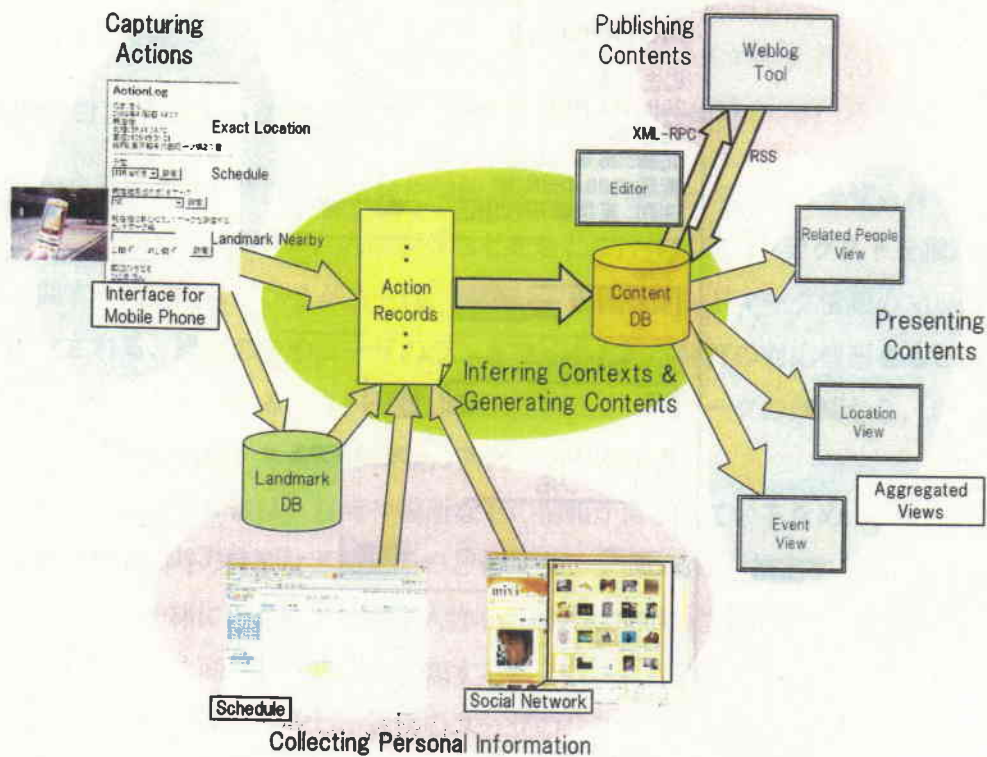 Capturing
Actions
ActionLog
Exact Location
Schedule
Landmark Nearby
Interface for
Mobile Phone
Publishing
Contents
Weblog
Tool
XML-RPC
RSS
Editor
Action
Records
Content
DB
Related People
View
Presenting
Contents
Inferring Contexts &
Generating Contents
Location
View
Landmark
DB
Aggregated
Views
Event
View
mixi
Schedule
Social Network
Collecting Personal Information